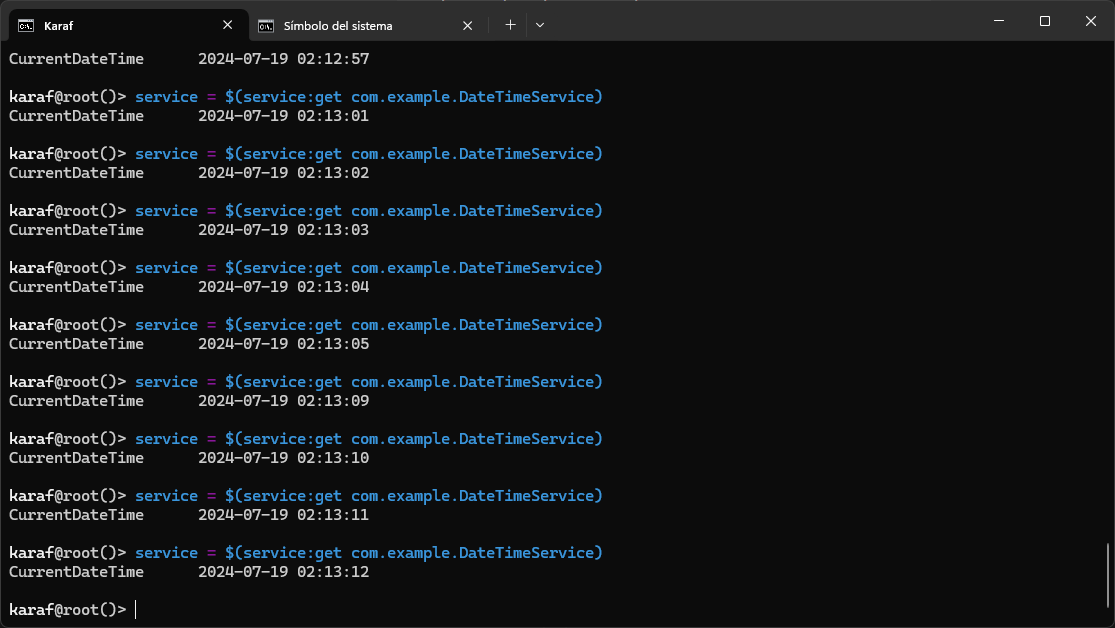 Karaf
Símbolo del sistema
CurrentDateTime      2024-07-19 02:12:57
karaf@root()> service = $(service:get com.example.DateTimeService)
CurrentDateTime      2024-07-19 02:13:01
karaf@root()> service = $(service:get com.example.DateTimeService)
CurrentDateTime      2024-07-19 02:13:02
karaf@root()> service = $(service:get com.example.DateTimeService)
CurrentDateTime      2024-07-19 02:13:03
karaf@root()> service = $(service:get com.example.DateTimeService)
CurrentDateTime      2024-07-19 02:13:04
karaf@root()> service = $(service:get com.example.DateTimeService)
CurrentDateTime      2024-07-19 02:13:05
karaf@root()> service = $(service:get com.example.DateTimeService)
CurrentDateTime      2024-07-19 02:13:09
karaf@root()> service = $(service:get com.example.DateTimeService)
CurrentDateTime      2024-07-19 02:13:10
karaf@root()> service = $(service:get com.example.DateTimeService)
CurrentDateTime      2024-07-19 02:13:11
karaf@root()> service = $(service:get com.example.DateTimeService)
CurrentDateTime      2024-07-19 02:13:12
karaf@root()>